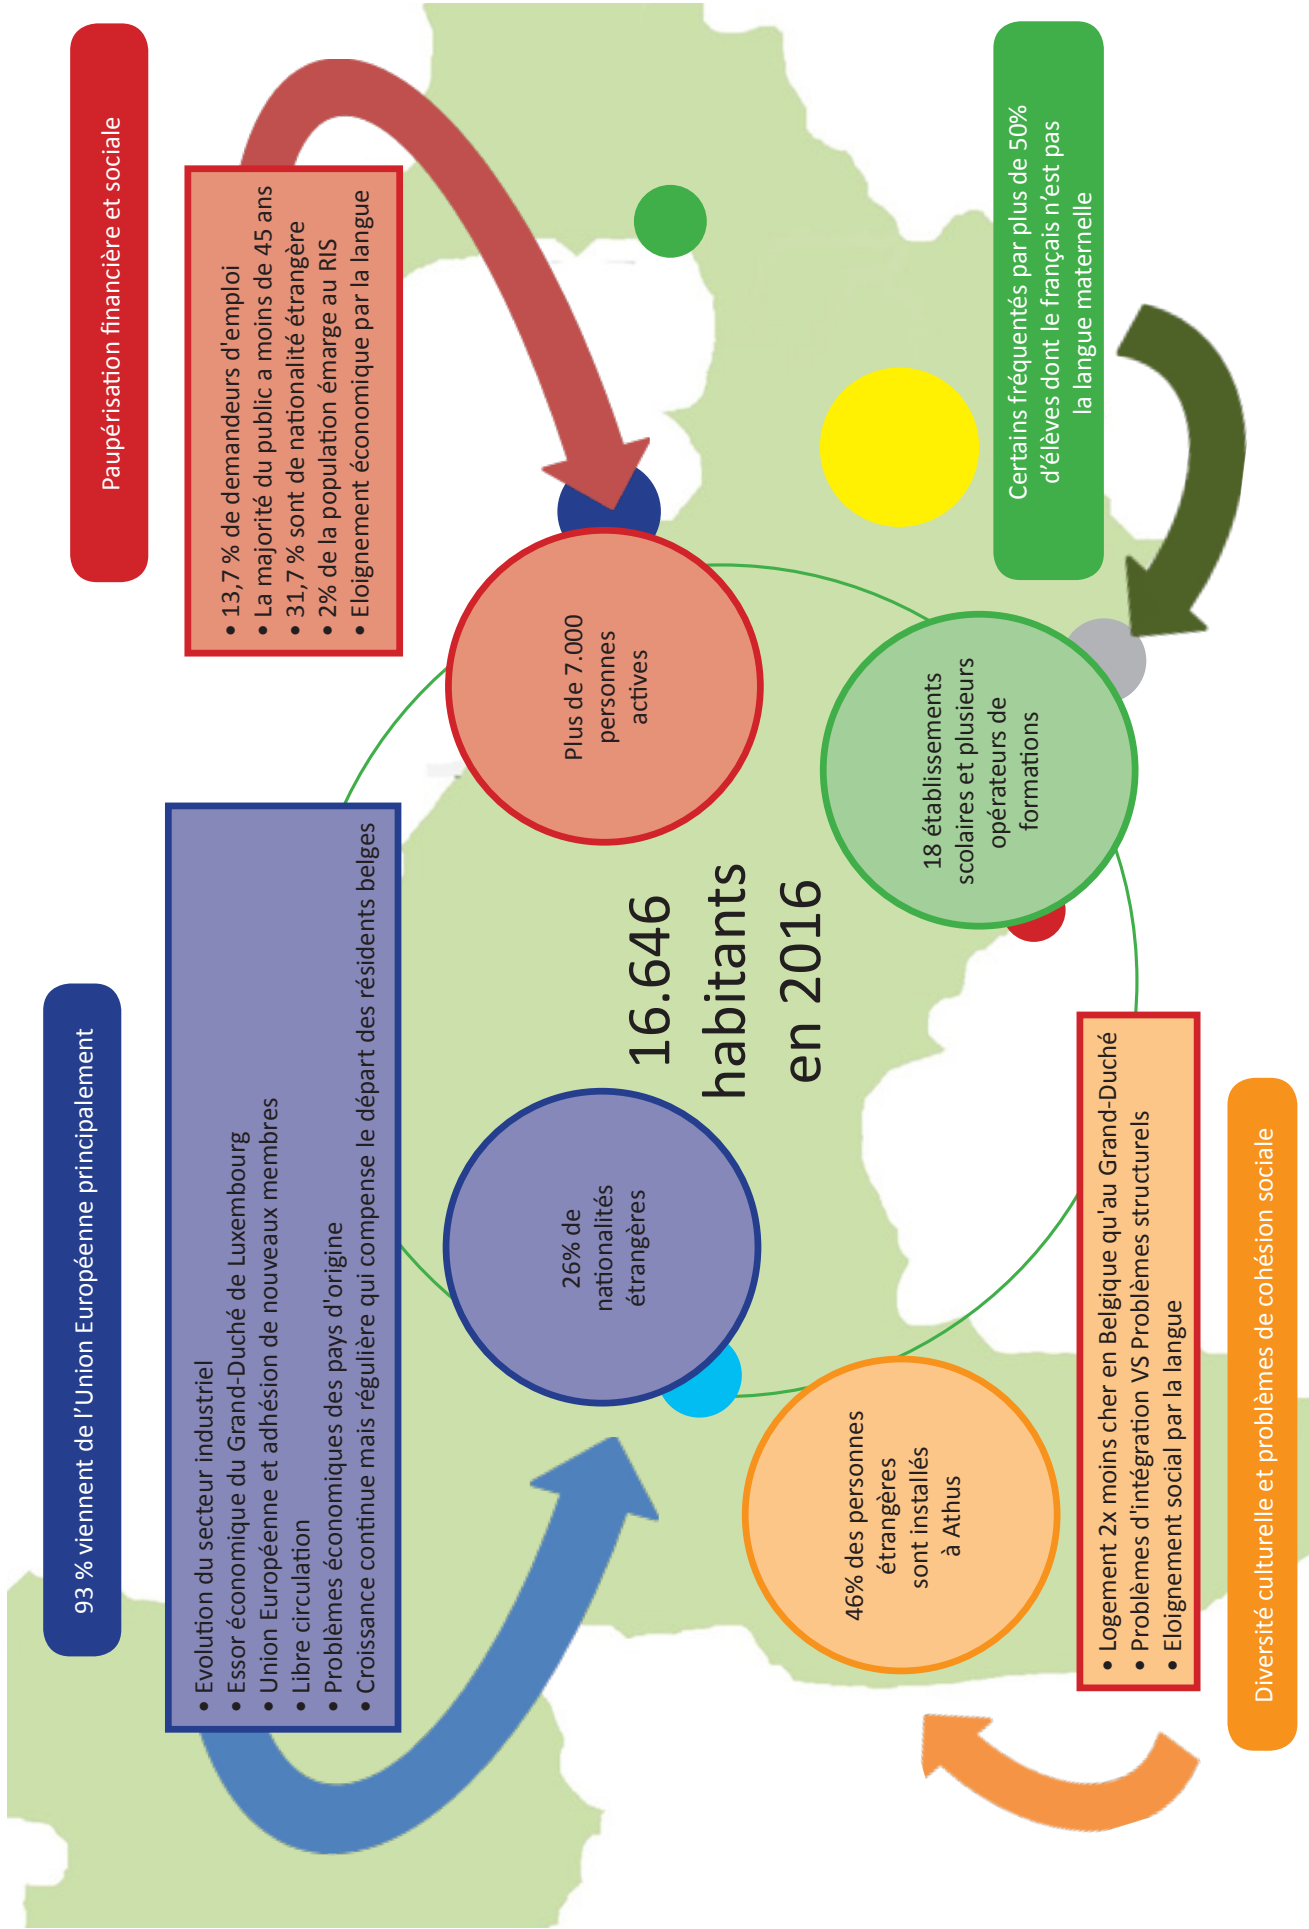 93 % viennent de l’Union Européenne principalement
• Evolution du secteur industriel
• Essor économique du Grand-Duché de Luxembourg
• Union Européenne et adhésion de nouveaux membres
• Libre circulation
• Problèmes économiques des pays d'origine
• Croissance continue mais régulière qui compense le départ des résidents belges
Paupérisation financière et sociale
• 13,7 % de demandeurs d'emploi
• La majorité du public a moins de 45 ans
• 31,7 % sont de nationalité étrangère
• 2% de la population émarge au RIS
• Eloignement économique par la langue
26% de
nationalités
étrangères
Plus de 7.000
personnes
actives
16.646
habitants
en 2016
46% des personnes
étrangères
sont installés
à Athus
18 établissements
scolaires et plusieurs
opérateurs de
formations
• Logement 2x moins cher en Belgique qu'au Grand-Duché
• Problèmes d'intégration VS Problèmes structurels
• Eloignement social par la langue
Diversité culturelle et problèmes de cohésion sociale
Certains fréquentés par plus de 50%
d’élèves dont le français n’est pas
la langue maternelle